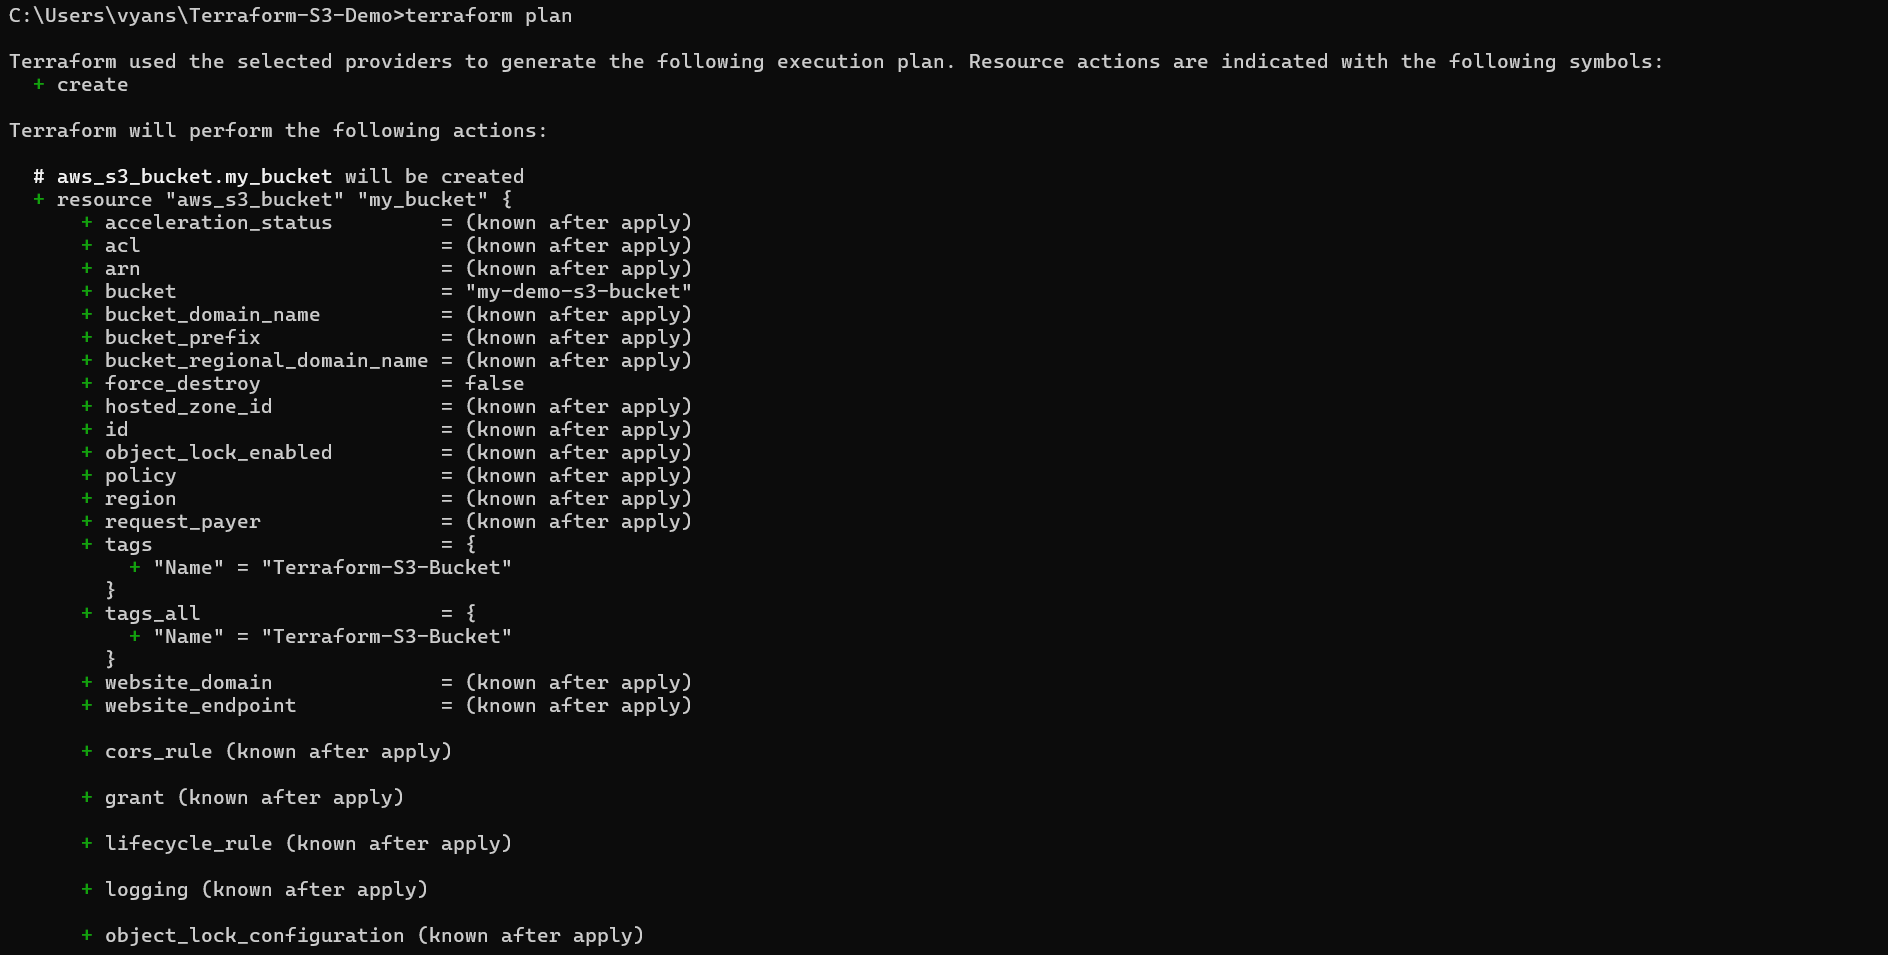 C:\Users\vyans\Terraform-S3-Demo>terraform plan
Terraform used the selected providers to generate the following execution plan. Resource actions are indicated with the following symbols:
  + create
Terraform will perform the following actions:
  # aws_s3_bucket.my_bucket will be created
  + resource "aws_s3_bucket" "my_bucket" {
      + acceleration_status         = (known after apply)
      + acl                         = (known after apply)
      + arn                         = (known after apply)
      + bucket                      = "my-demo-s3-bucket"
      + bucket_domain_name          = (known after apply)
      + bucket_prefix               = (known after apply)
      + bucket_regional_domain_name = (known after apply)
      + force_destroy               = false
      + hosted_zone_id              = (known after apply)
      + id                          = (known after apply)
      + object_lock_enabled         = (known after apply)
      + policy                      = (known after apply)
      + region                      = (known after apply)
      + request_payer               = (known after apply)
      + tags                        = {
          + "Name" = "Terraform-S3-Bucket"
        }
      + tags_all                    = {
          + "Name" = "Terraform-S3-Bucket"
        }
      + website_domain              = (known after apply)
      + website_endpoint            = (known after apply)
      + cors_rule (known after apply)
      + grant (known after apply)
      + lifecycle_rule (known after apply)
      + logging (known after apply)
      + object_lock_configuration (known after apply)